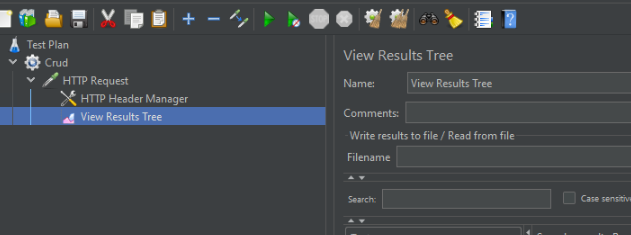 Test Plan
Crud
HTTP Request
HTTP Header Manager
View Results Tree
View Results Tree
Name: View Results Tree
Comments:
Write results to file / Read from file
Filename
Search: Case sensitive